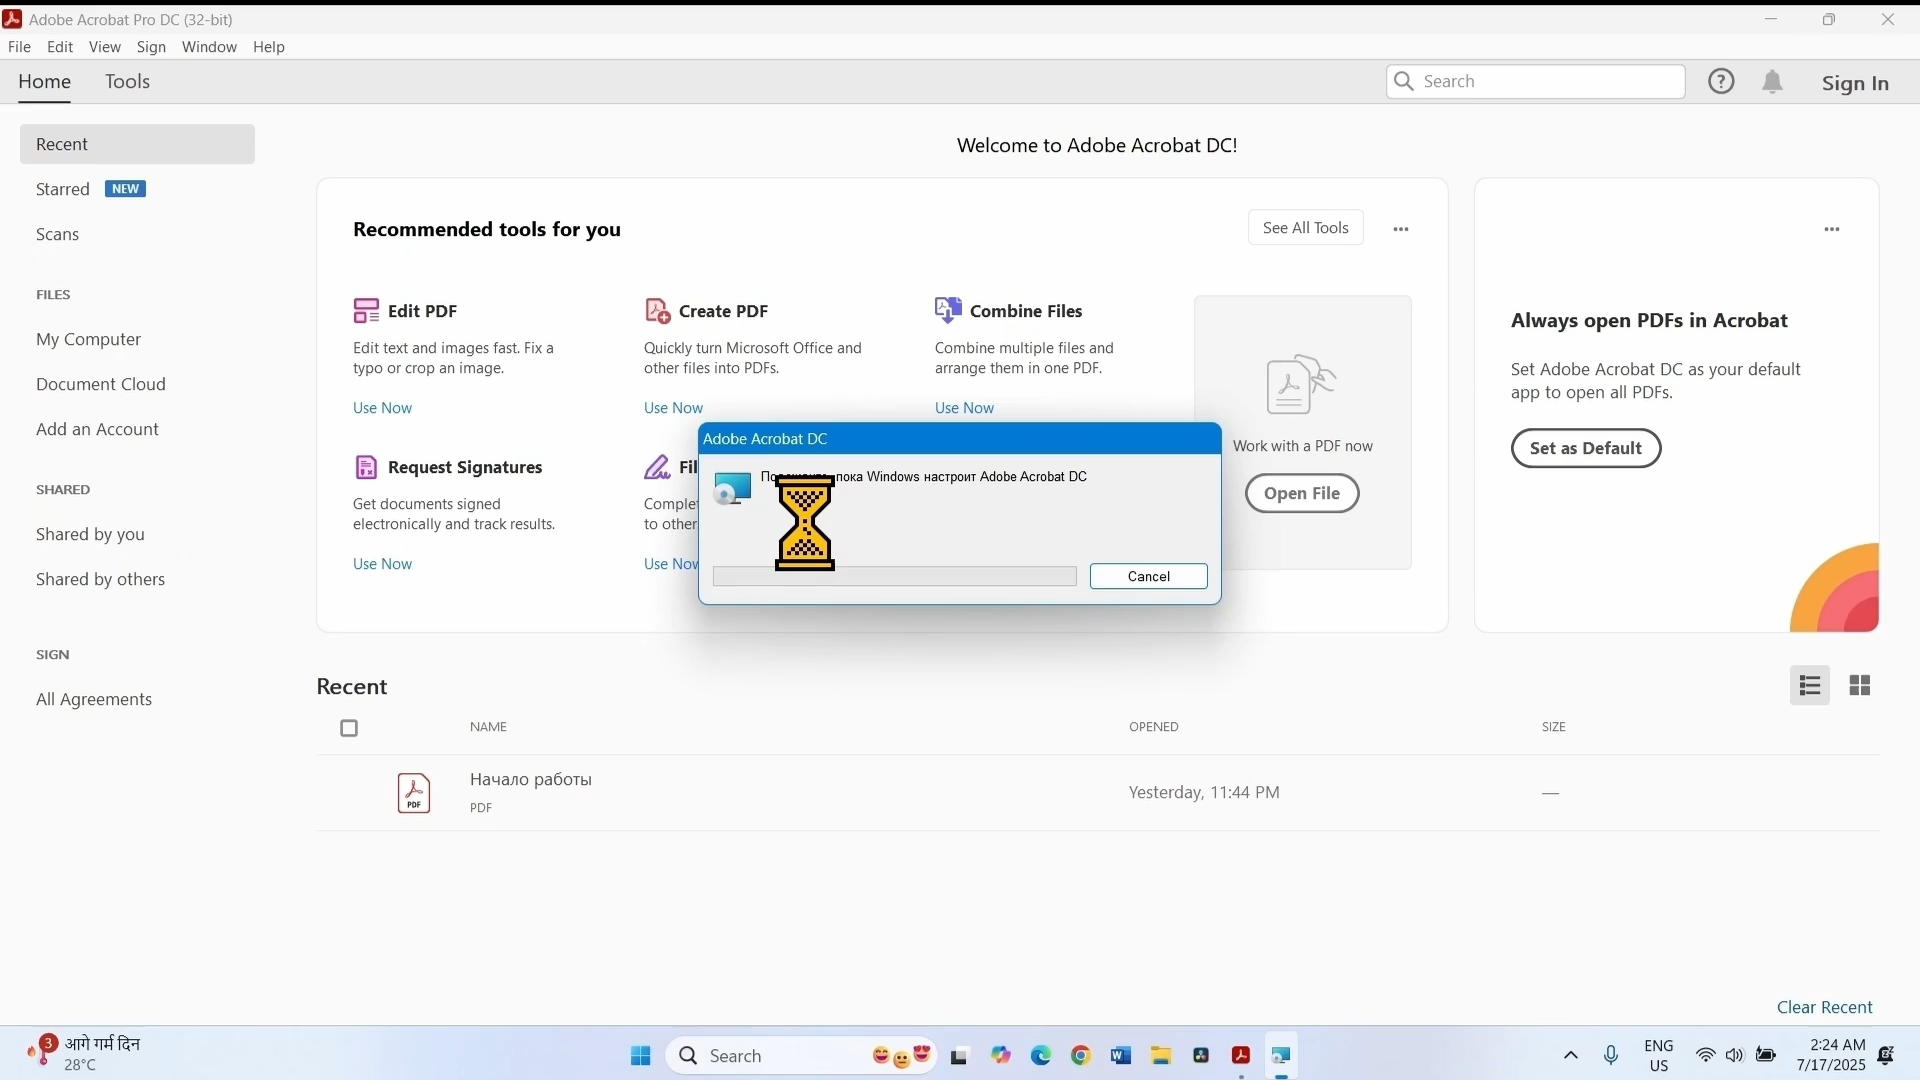 Adobe Acrobat Pro DC (32-bit)
File Edit View Sign Window Help
Home Tools
Search
Sign In
Recent
Starred NEW
Scans
FILES
My Computer
Document Cloud
Add an Account
SHARED
Shared by you
Shared by others
SIGN
All Agreements
Welcome to Adobe Acrobat DC!
Recommended tools for you
See All Tools
Edit PDF
Edit text and images fast. Fix a
typo or crop an image.
Use Now
Create PDF
Quickly turn Microsoft Office and
other files into PDFs.
Use Now
Combine Files
Combine multiple files and
arrange them in one PDF.
Use Now
Request Signatures
Get documents signed
electronically and track results.
Use Now
to other
Work with a PDF now
Open File
Adobe Acrobat DC
пока Windows настроит Adobe Acrobat DC
Cancel
Always open PDFs in Acrobat
Set Adobe Acrobat DC as your default
app to open all PDFs.
Set as Default
Recent
NAME OPENED SIZE
Начало работы
PDF
Yesterday, 11:44 PM
—
Clear Recent
3
आगे गर्म दिन
28°C
Search
ENG
US
2:24 AM
7/17/2025